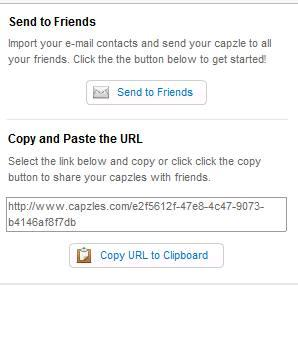 Send to Friends
Import your e-mail contacts and send your capzle to all
your friends. Click the the button below to get started!
Send to Friends
Copy and Paste the URL
Select the link below and copy or click click the copy
button to share your capzles with friends.
http://www.capzles.com/e2f5612f-47e8-4c47-9073-
b4146af8f7db
Copy URL to Clipboard